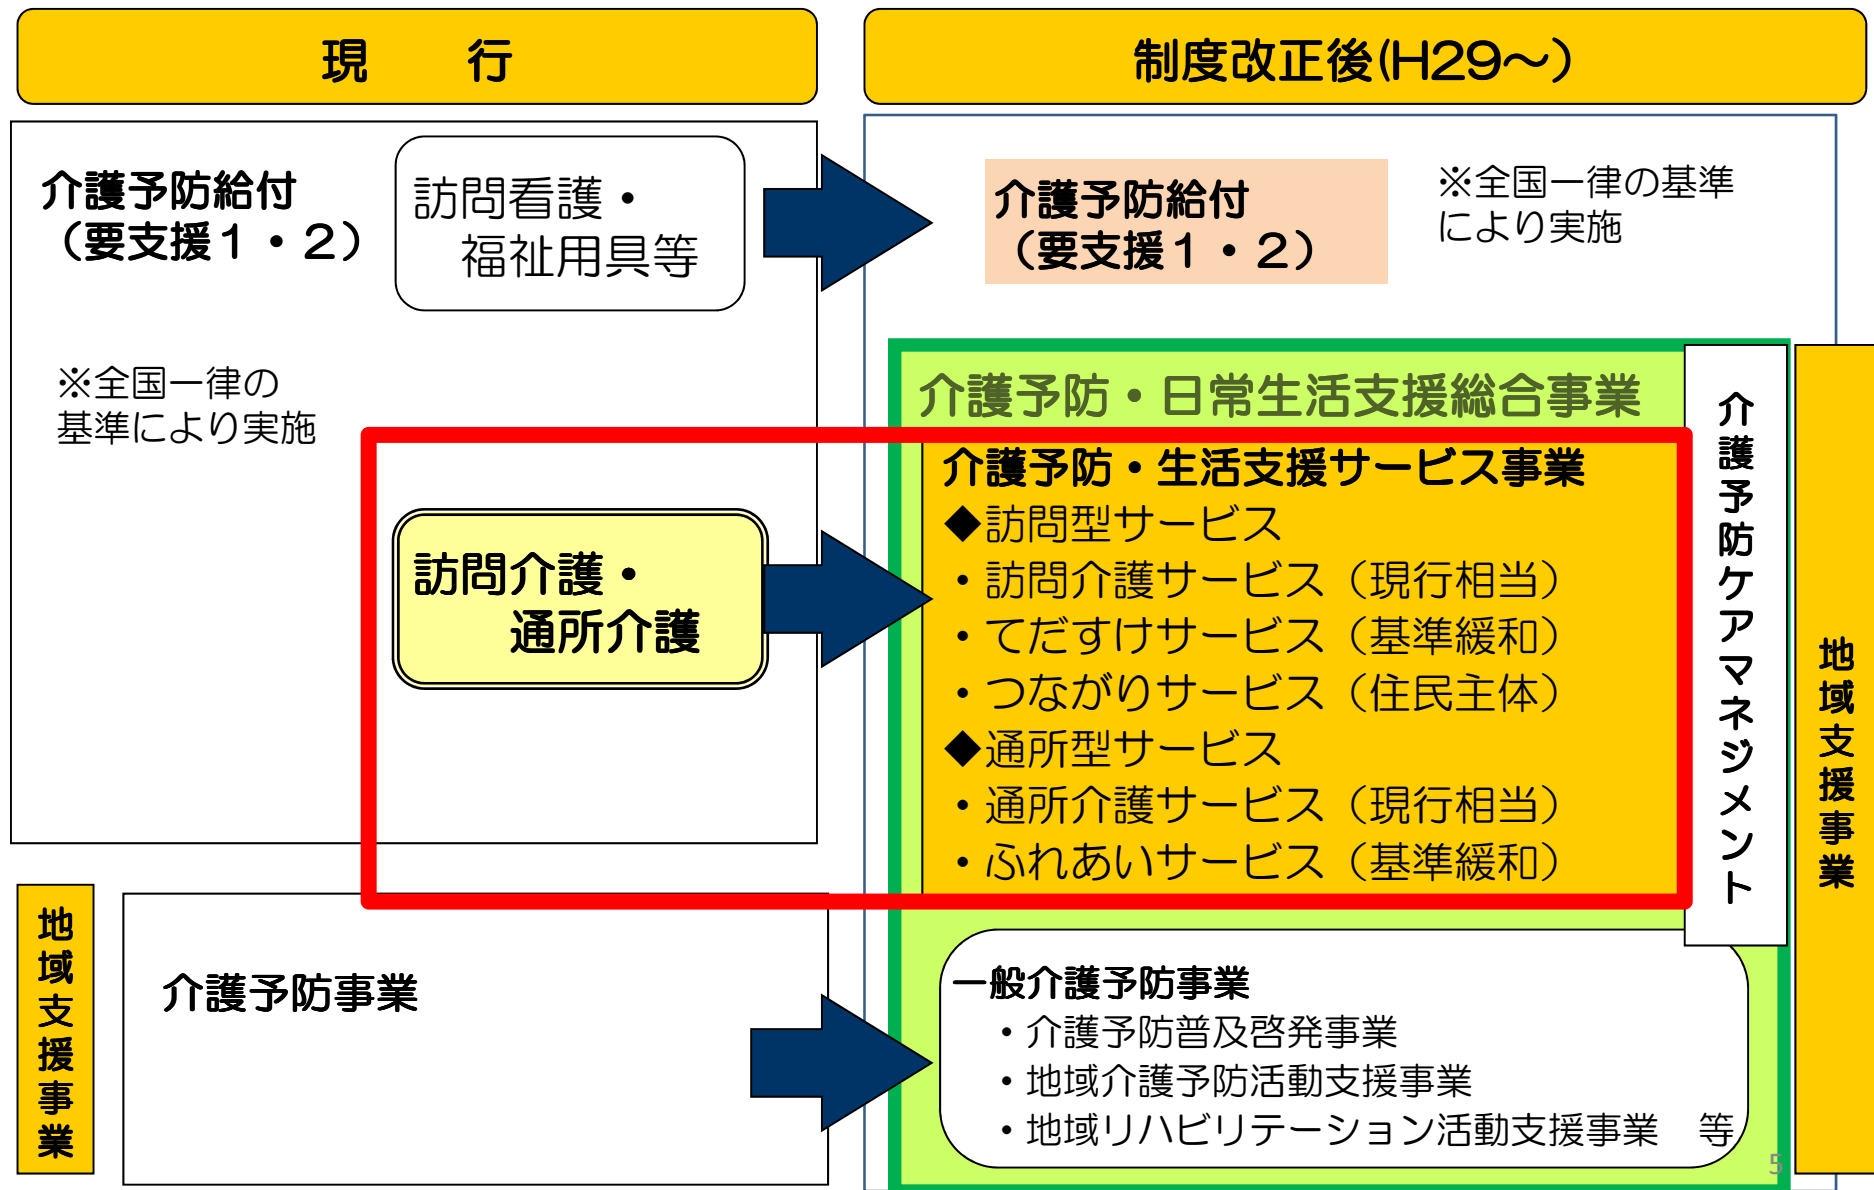 現　行
介護予防給付
（要支援１・２）
訪問看護・
福祉用具等
※全国一律の
基準により実施
訪問介護・
通所介護
地域支援事業
介護予防事業
制度改正後(H29～)
介護予防給付
（要支援１・２）
※全国一律の基準
により実施
介護予防・日常生活支援総合事業
介護予防・生活支援サービス事業
◆訪問型サービス
・訪問介護サービス（現行相当）
・てだすけサービス（基準緩和）
・つながりサービス（住民主体）
◆通所型サービス
・通所介護サービス（現行相当）
・ふれあいサービス（基準緩和）
介護予防ケアマネジメント
地域支援事業
一般介護予防事業
・介護予防普及啓発事業
・地域介護予防活動支援事業
・地域リハビリテーション活動支援事業　等
5